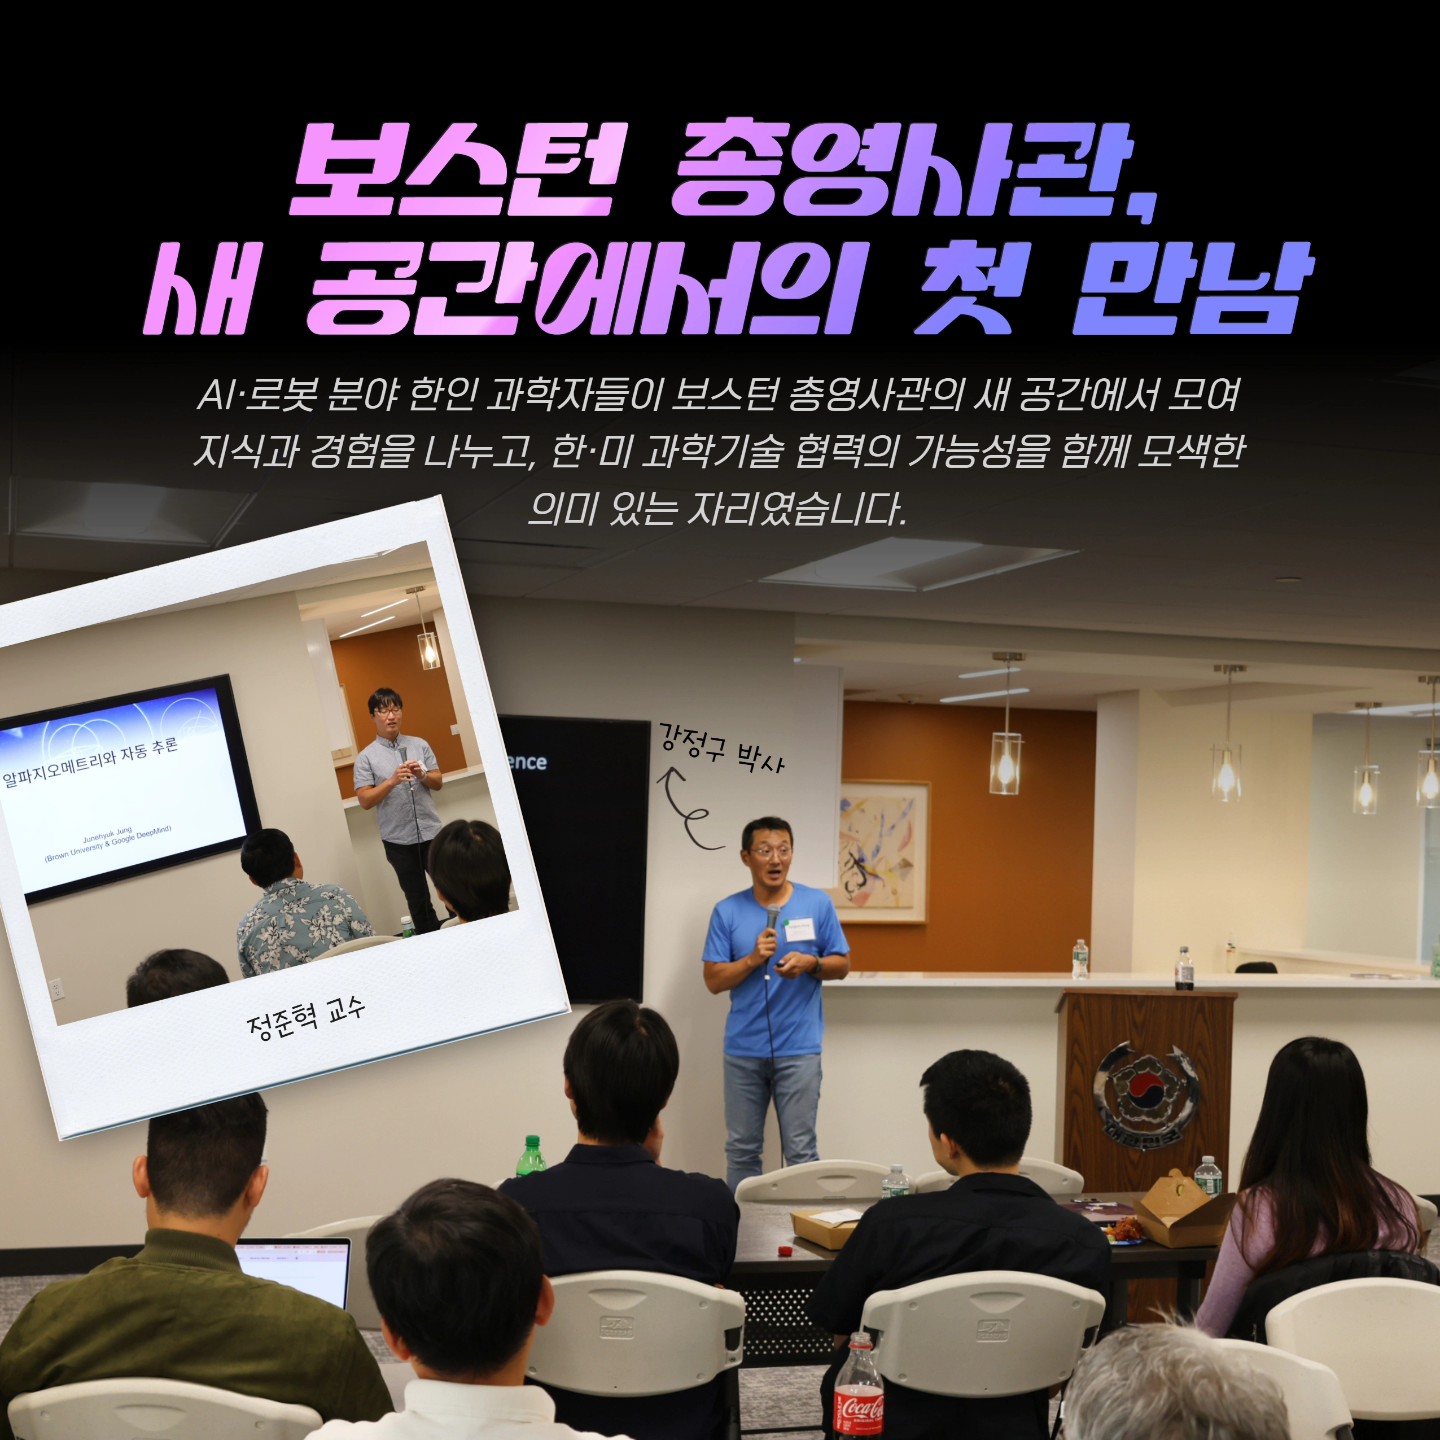 보스턴 총영사관,
새 공간에서의 첫 만남
AI·로봇 분야 한인 과학자들이 보스턴 총영사관의 새 공간에서 모여
지식과 경험을 나누고, 한·미 과학기술 협력의 가능성을 함께 모색한
의미 있는 자리였습니다.
알파지오메트리와 자동 추론
Junehyuk Jung
(Brown University & Google DeepMind)
정준혁 교수
ence
강정구 박사
대한민국
Coca-Co